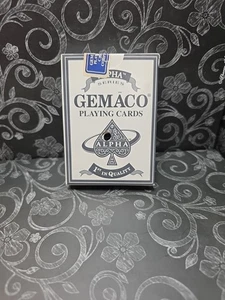 ALPHA
SERIES
GEMACO®
PLAYING CARDS
ALPHA
1ST IN QUALITY